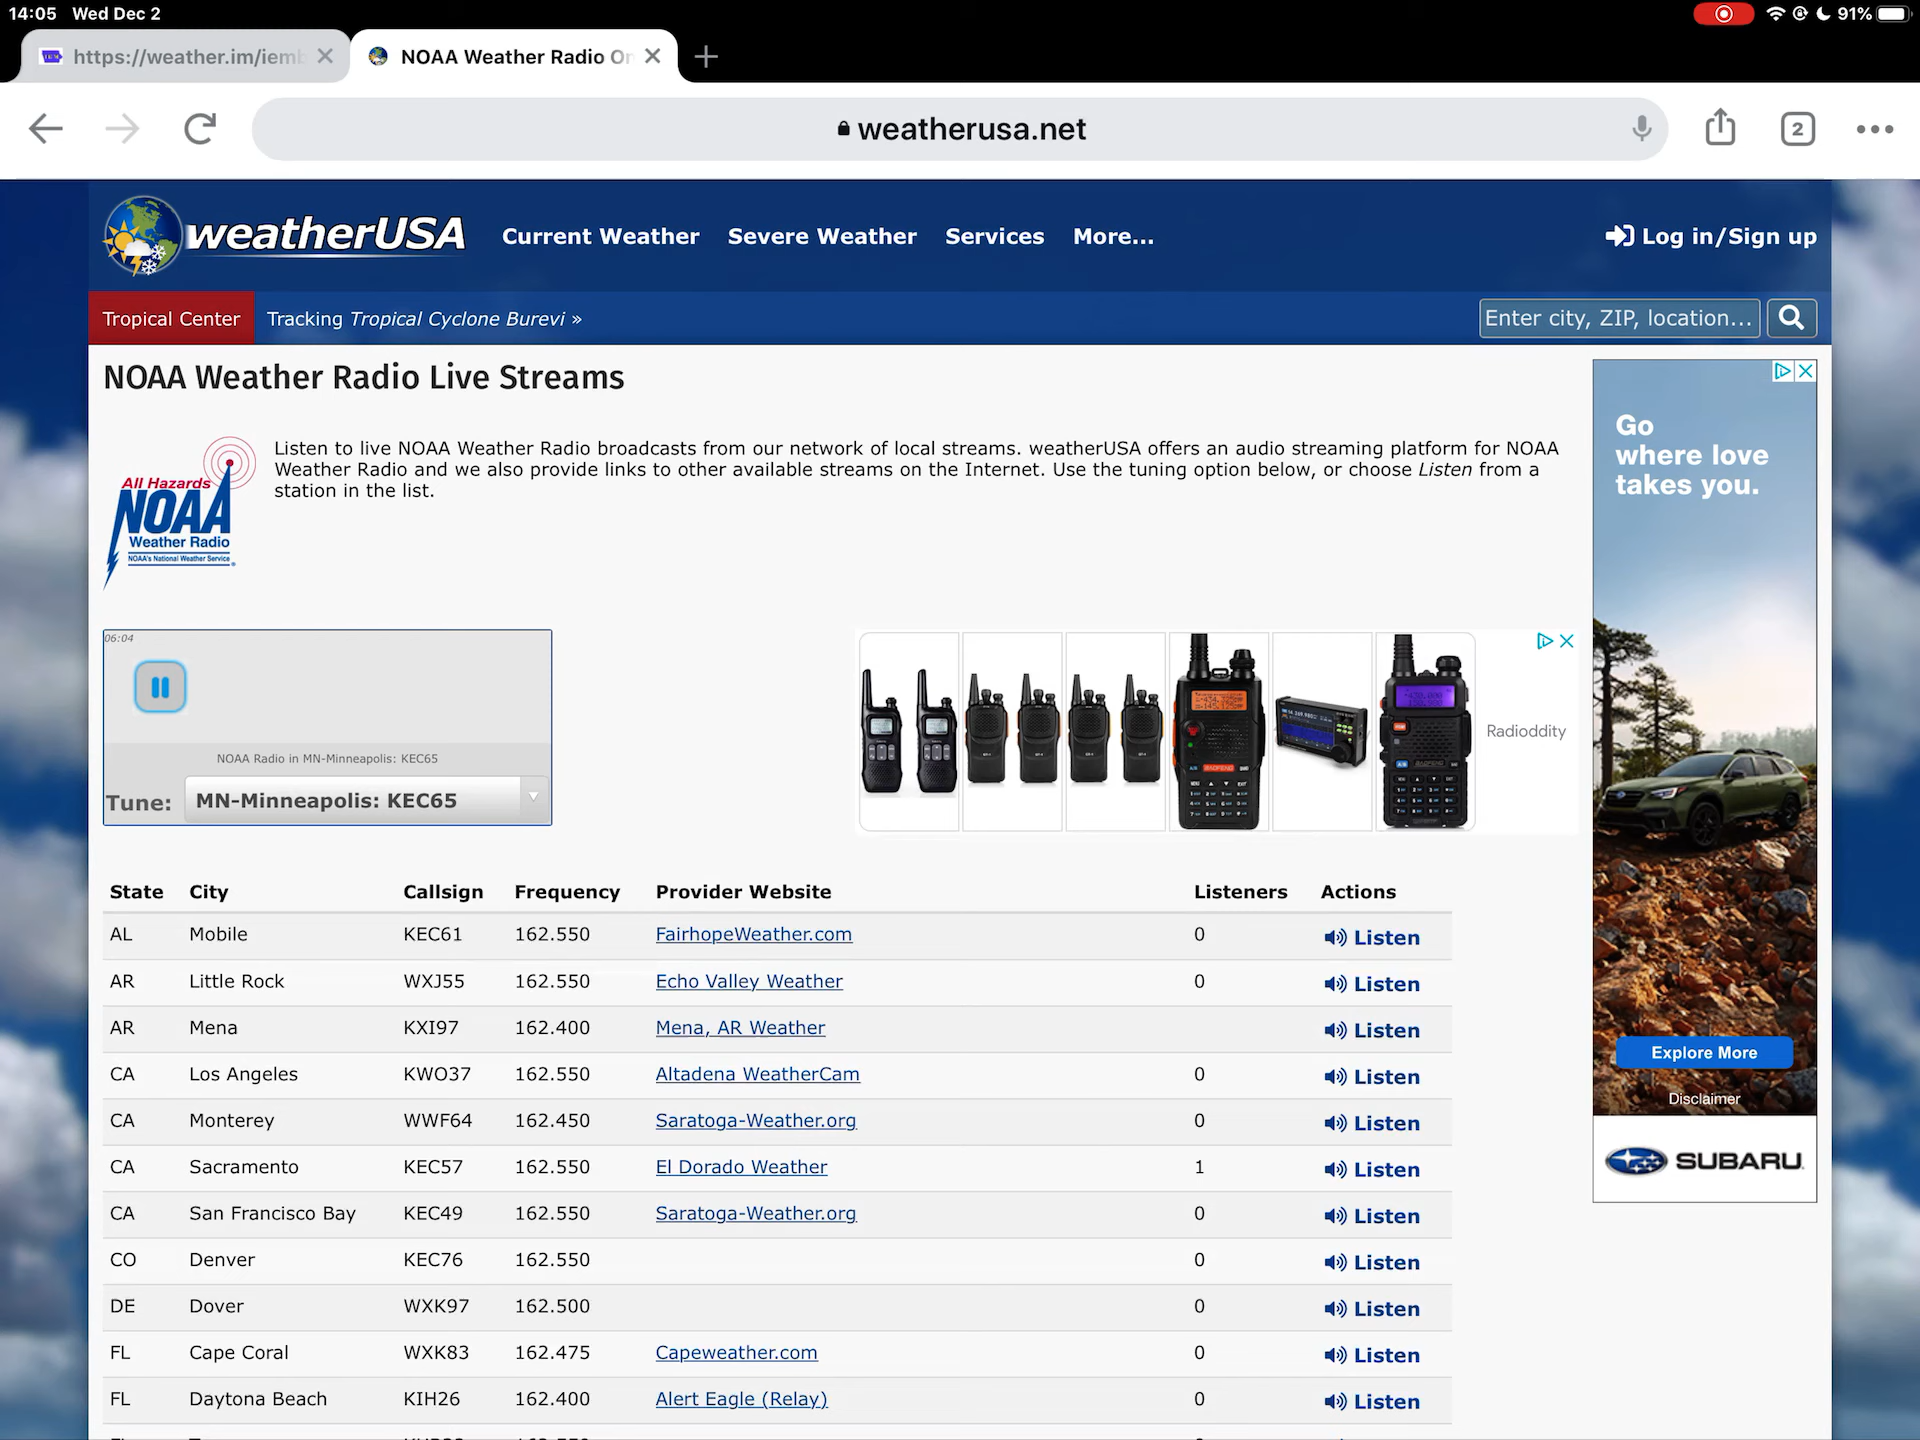 14:05 Wed Dec 2
91%
https://weather.im/iemb
NOAA Weather Radio On
weatherusa.net
2
weatherUSA
Current Weather
Severe Weather
Services
More...
Log in/Sign up
Tropical Center
Tracking Tropical Cyclone Burevi »
Enter city, ZIP, location...
NOAA Weather Radio Live Streams
All Hazards
NOAA
Weather Radio
NOAA's National Weather Service
Listen to live NOAA Weather Radio broadcasts from our network of local streams. weatherUSA offers an audio streaming platform for NOAA
Weather Radio and we also provide links to other available streams on the Internet. Use the tuning option below, or choose Listen from a
station in the list.
Go
where love
takes you.
Explore More
Disclaimer
SUBARU
06:04
NOAA Radio in MN-Minneapolis: KEC65
Tune: MN-Minneapolis: KEC65
Radioddity
State City Callsign Frequency Provider Website Listeners Actions
AL Mobile KEC61 162.550 FairhopeWeather.com 0 Listen
AR Little Rock WXJ55 162.550 Echo Valley Weather 0 Listen
AR Mena KXI97 162.400 Mena, AR Weather Listen
CA Los Angeles KWO37 162.550 Altadena WeatherCam 0 Listen
CA Monterey WWF64 162.450 Saratoga-Weather.org 0 Listen
CA Sacramento KEC57 162.550 El Dorado Weather 1 Listen
CA San Francisco Bay KEC49 162.550 Saratoga-Weather.org 0 Listen
CO Denver KEC76 162.550 0 Listen
DE Dover WXK97 162.500 0 Listen
FL Cape Coral WXK83 162.475 Capeweather.com 0 Listen
FL Daytona Beach KIH26 162.400 Alert Eagle (Relay) 0 Listen